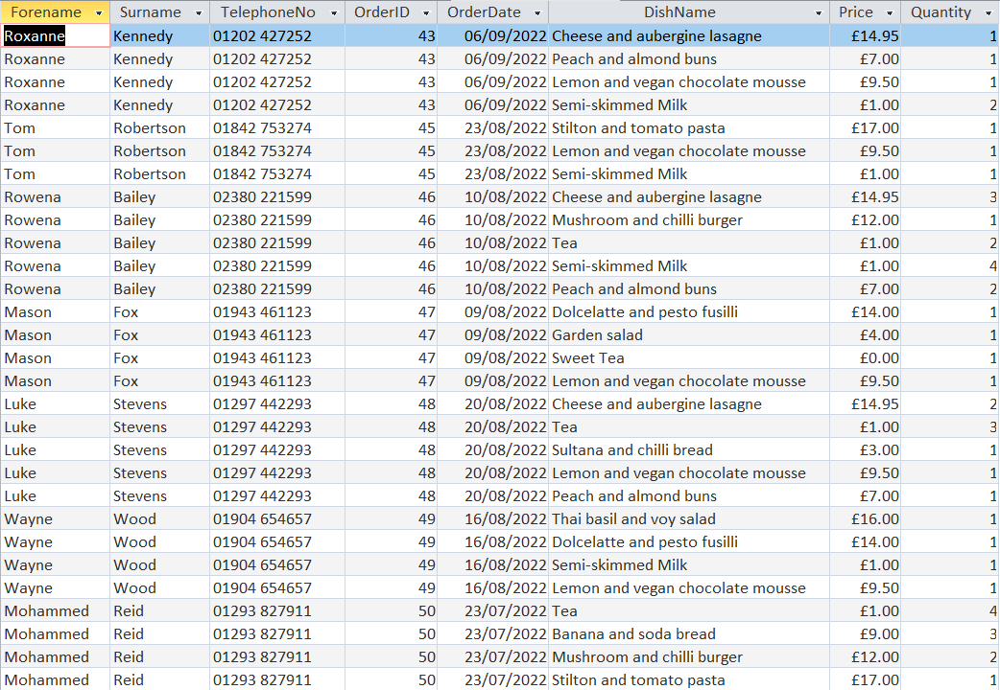 Forename Surname TelephoneNo OrderID OrderDate DishName Price Quantity
Roxanne Kennedy 01202 427252 43 06/09/2022 Cheese and aubergine lasagne £14.95 1
Roxanne Kennedy 01202 427252 43 06/09/2022 Peach and almond buns £7.00 1
Roxanne Kennedy 01202 427252 43 06/09/2022 Lemon and vegan chocolate mousse £9.50 1
Roxanne Kennedy 01202 427252 43 06/09/2022 Semi-skimmed Milk £1.00 2
Tom Robertson 01842 753274 45 23/08/2022 Stilton and tomato pasta £17.00 1
Tom Robertson 01842 753274 45 23/08/2022 Lemon and vegan chocolate mousse £9.50 1
Tom Robertson 01842 753274 45 23/08/2022 Semi-skimmed Milk £1.00 1
Rowena Bailey 02380 221599 46 10/08/2022 Cheese and aubergine lasagne £14.95 3
Rowena Bailey 02380 221599 46 10/08/2022 Mushroom and chilli burger £12.00 1
Rowena Bailey 02380 221599 46 10/08/2022 Tea £1.00 2
Rowena Bailey 02380 221599 46 10/08/2022 Semi-skimmed Milk £1.00 4
Rowena Bailey 02380 221599 46 10/08/2022 Peach and almond buns £7.00 2
Mason Fox 01943 461123 47 09/08/2022 Dolcelatte and pesto fusilli £14.00 1
Mason Fox 01943 461123 47 09/08/2022 Garden salad £4.00 1
Mason Fox 01943 461123 47 09/08/2022 Sweet Tea £0.00 1
Mason Fox 01943 461123 47 09/08/2022 Lemon and vegan chocolate mousse £9.50 1
Luke Stevens 01297 442293 48 20/08/2022 Cheese and aubergine lasagne £14.95 2
Luke Stevens 01297 442293 48 20/08/2022 Tea £1.00 3
Luke Stevens 01297 442293 48 20/08/2022 Sultana and chilli bread £3.00 1
Luke Stevens 01297 442293 48 20/08/2022 Lemon and vegan chocolate mousse £9.50 1
Luke Stevens 01297 442293 48 20/08/2022 Peach and almond buns £7.00 1
Wayne Wood 01904 654657 49 16/08/2022 Thai basil and voy salad £16.00 1
Wayne Wood 01904 654657 49 16/08/2022 Dolcelatte and pesto fusilli £14.00 1
Wayne Wood 01904 654657 49 16/08/2022 Semi-skimmed Milk £1.00 1
Wayne Wood 01904 654657 49 16/08/2022 Lemon and vegan chocolate mousse £9.50 1
Mohammed Reid 01293 827911 50 23/07/2022 Tea £1.00 4
Mohammed Reid 01293 827911 50 23/07/2022 Banana and soda bread £9.00 3
Mohammed Reid 01293 827911 50 23/07/2022 Mushroom and chilli burger £12.00 2
Mohammed Reid 01293 827911 50 23/07/2022 Stilton and tomato pasta £17.00 1